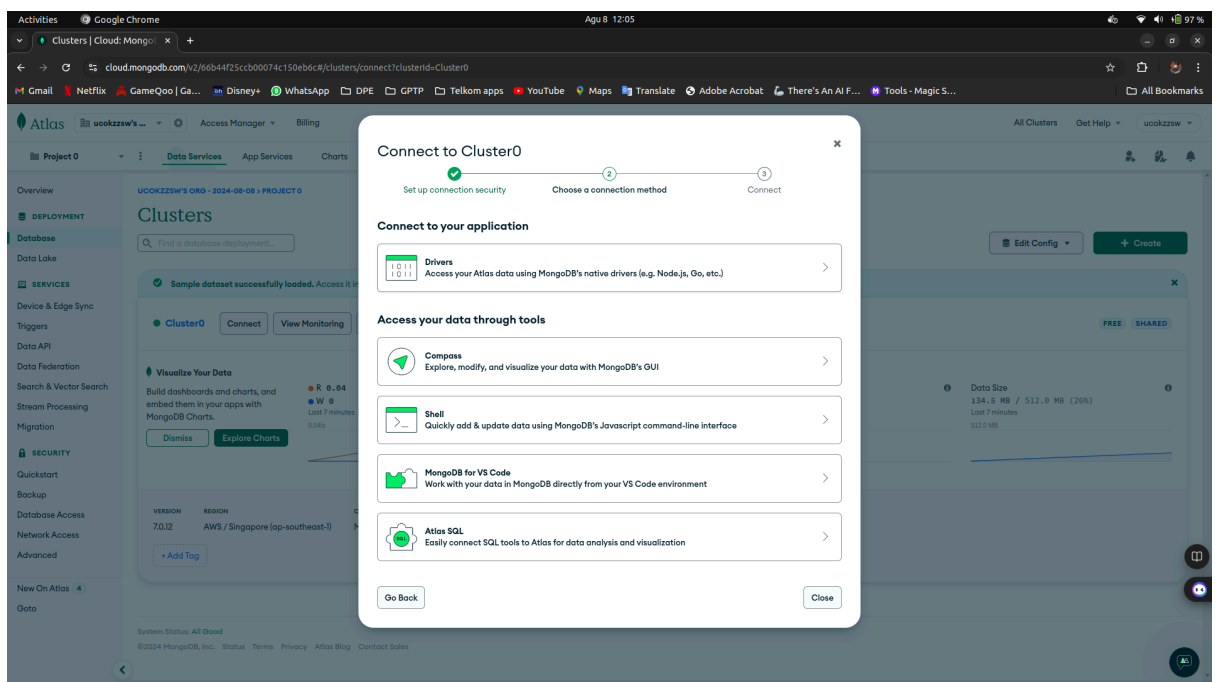 Activities
Google Chrome
Agu 8 12:05
97 %
Clusters | Cloud: Mongo
cloud.mongodb.com/v2/66b44f25ccb00074c150eb6c#/clusters/connect?clusterId=Cluster0
Gmail
Netflix
GameQoo | Ga...
Disney+
WhatsApp
DPE
GPTP
Telkom apps
YouTube
Maps
Translate
Adobe Acrobat
There's An AI F...
Tools - Magic S...
All Bookmarks
Atlas
ucokzzsw's ...
Access Manager
Billing
All Clusters
Get Help
ucokzzsw
Project 0
Data Services
App Services
Charts
Overview
DEPLOYMENT
Database
Data Lake
SERVICES
Device & Edge Sync
Triggers
Data API
Data Federation
Search & Vector Search
Stream Processing
Migration
SECURITY
Quickstart
Backup
Database Access
Network Access
Advanced
New On Atlas 4
Goto
UCOKZZSW'S ORG - 2024-08-08 > PROJECT 0
Clusters
Find a database deployment...
Edit Config
+ Create
Sample dataset successfully loaded. Access it in
Cluster0
Connect
View Monitoring
FREE
SHARED
Visualize Your Data
Build dashboards and charts, and
embed them in your apps with
MongoDB Charts.
Dismiss
Explore Charts
R 0.04
W 0
Last 7 minutes
0.04/s
Data Size
134.5 MB / 512.0 MB (26%)
Last 7 minutes
512.0 MB
VERSION
7.0.12
REGION
AWS / Singapore (ap-southeast-1)
+ Add Tag
System Status: All Good
©2024 MongoDB, Inc.
Status
Terms
Privacy
Atlas Blog
Contact Sales
Connect to Cluster0
Set up connection security
2
Choose a connection method
3
Connect
Connect to your application
Drivers
Access your Atlas data using MongoDB's native drivers (e.g. Node.js, Go, etc.)
Access your data through tools
Compass
Explore, modify, and visualize your data with MongoDB's GUI
Shell
Quickly add & update data using MongoDB's Javascript command-line interface
MongoDB for VS Code
Work with your data in MongoDB directly from your VS Code environment
SQL
Atlas SQL
Easily connect SQL tools to Atlas for data analysis and visualization
Go Back
Close